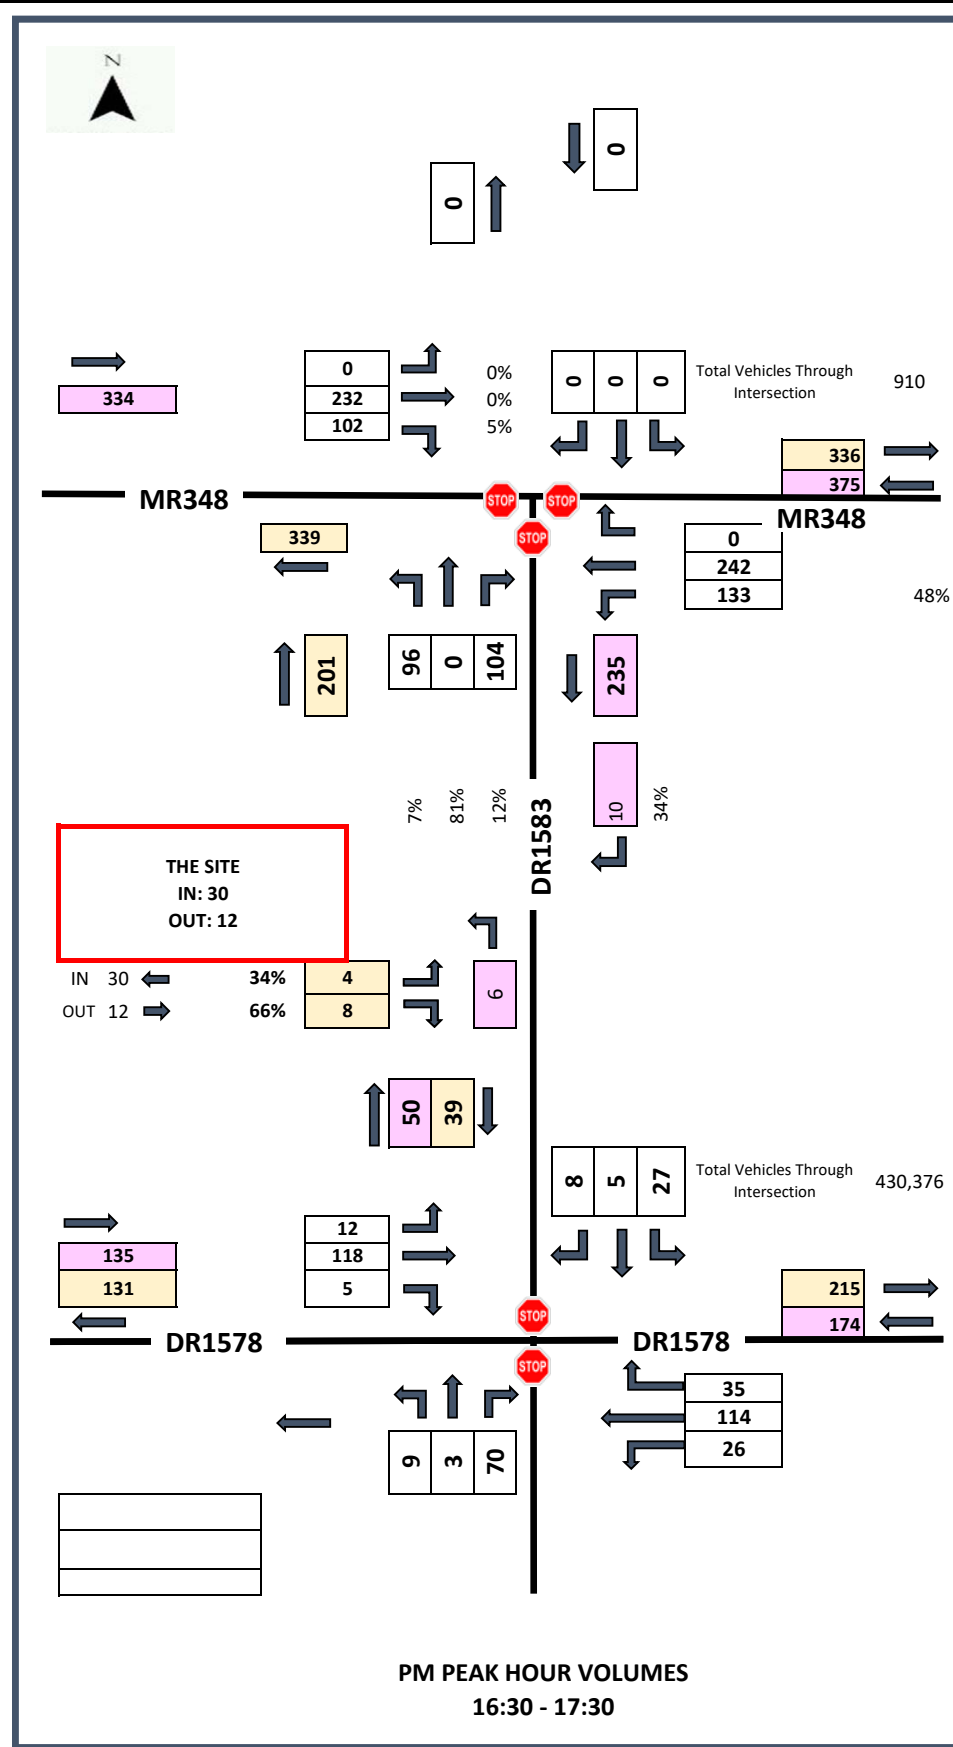 N
0
0
334
0
232
102
0%
0%
5%
0 0 0
Total Vehicles Through
Intersection
910
336
375
MR348
STOP
STOP
STOP
MR348
339
0
242
133
48%
201
96 0 104
235
7% 81% 12%
DR1583
10
34%
THE SITE
IN: 30
OUT: 12
IN 30
34%
4
OUT 12
66%
8
6
50 39
8 5 27
Total Vehicles Through
Intersection
430,376
135
131
12
118
5
215
174
STOP
DR1578
DR1578
STOP
9 3 70
35
114
26
PM PEAK HOUR VOLUMES
16:30 - 17:30